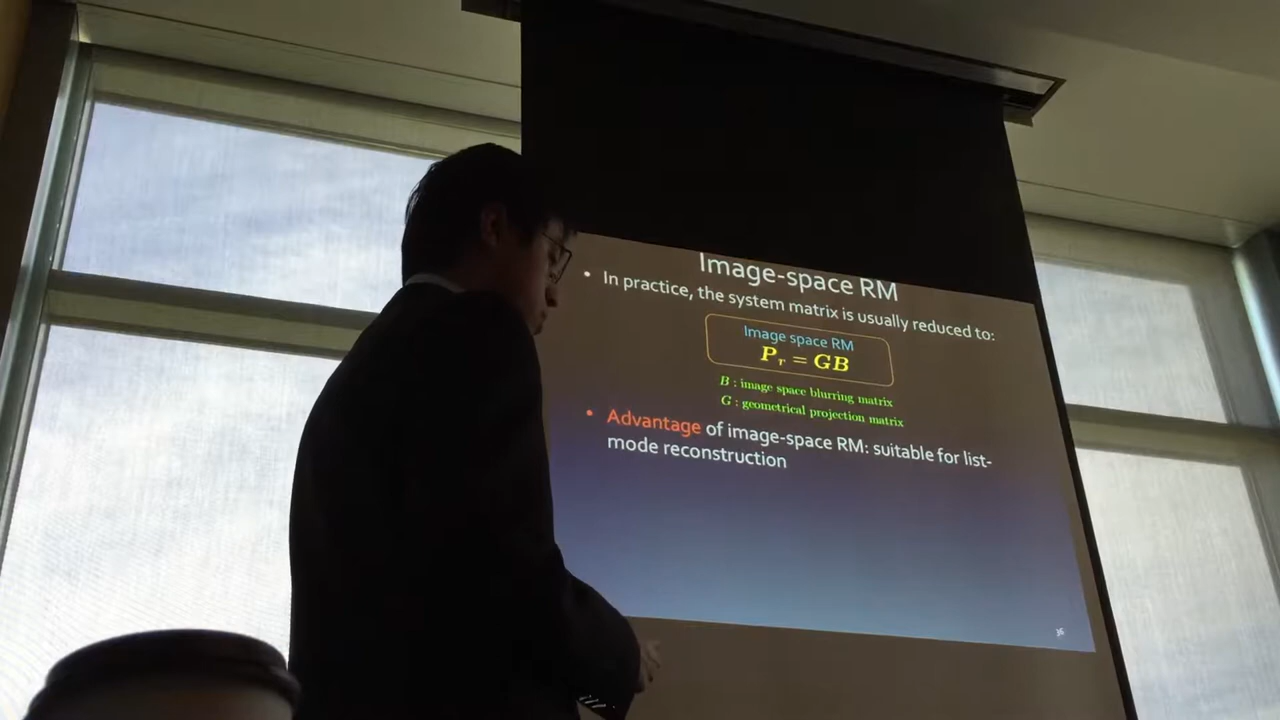 Image-space RM
• In practice, the system matrix is usually reduced to:
Image space RM
P_r = GB
B : image space blurring matrix
G : geometrical projection matrix
• Advantage of image-space RM: suitable for list-
mode reconstruction